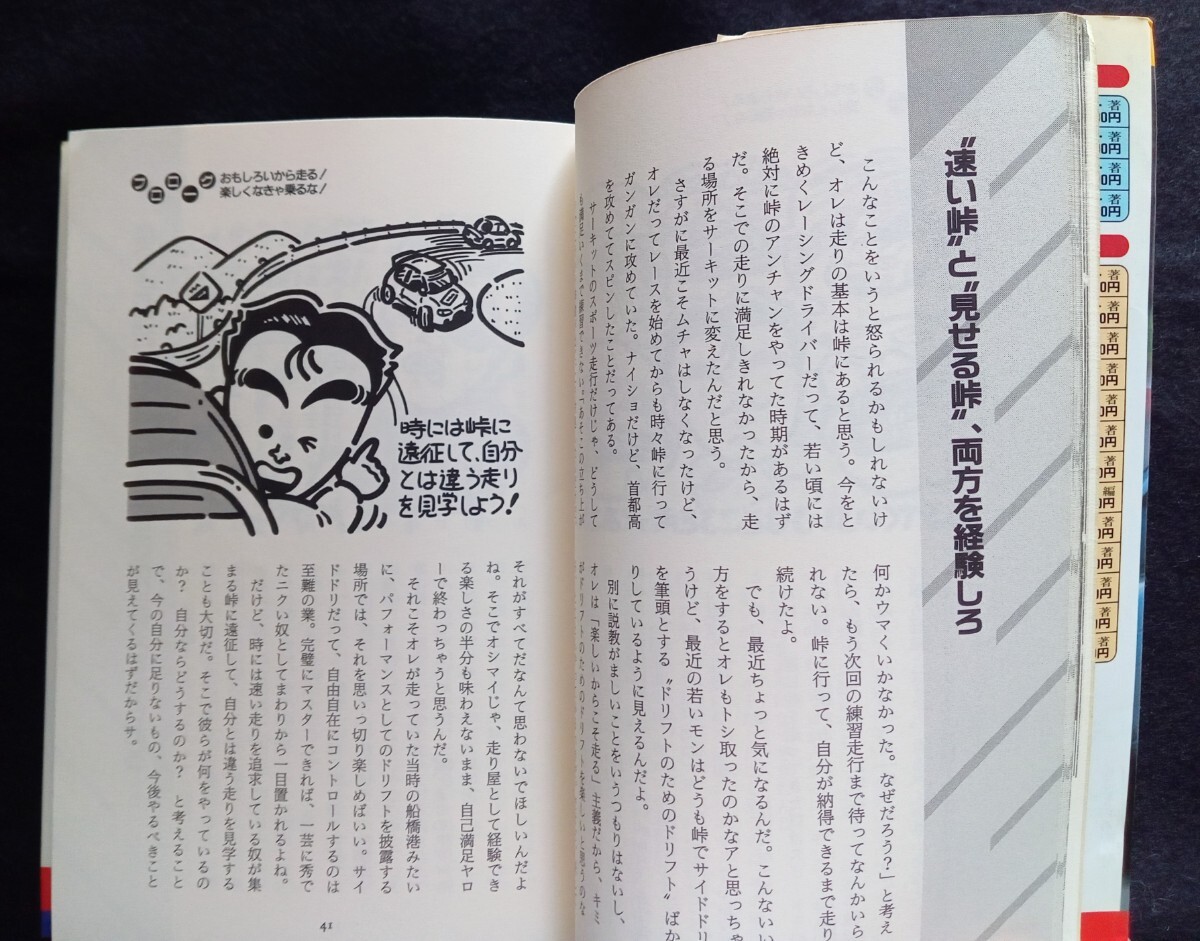 “速い峠”と“見せる峠”、両方を経験しろ
こんなことをいうと怒られるかもしれないけ
ど、オレは走りの基本は峠にあると思う。今をと
きめくレーシングドライバーだって、若い頃には
絶対に峠のアンチャンをやってた時期があるはず
だ。そこでの走りに満足しきれなかったから、走
る場所をサーキットに変えたんだと思う。
さすがに最近こそムチャはしなくなったけど、
オレだってレースを始めてからも時々峠に行って
ガンガンに攻めていた。ナイショだけど、首都高
を攻めててスピンしたことだってある。
サーキットのスポーツ走行だけじゃ、どうして
も満足いくまで練習できない。「あそこの立ち上が
何かウマくいかなかった。なぜだろう？」と考え
たら、もう次回の練習走行まで待ってなんかいら
れない。峠に行って、自分が納得できるまで走り
続けたよ。
でも、最近ちょっと気になるんだ。こんない
方をするとオレもトシ取ったのかなアと思っちゃ
うけど、最近の若いモンはどうも峠でサイドドリ
を筆頭とする“ドリフトのためのドリフト”ばか
りしているように見えるんだよ。
別に説教がましいことをいうつもりはないし、
オレは「楽しいからこそ走る」主義だから、キミ
がドリフトのためのドリフトを楽しいと
プロローグ
おもしろいから走る！
楽しくなきゃ乗るな！
時には峠に
遠征して、自分
とは違う走り
を見学しよう！
それがすべてだなんて思わないでほしいんだよ
ね。そこでオシマイじゃ、走り屋として経験でき
る楽しさの半分も味わえないまま、自己満足ヤロ
ーで終わっちゃうと思うんだ。
それこそオレが走っていた当時の船橋港みたい
に、パフォーマンスとしてのドリフトを披露する
場所では、それを思いっ切り楽しめばいい。サイ
ドドリだって、自由自在にコントロールするのは
至難の業。完璧にマスターできれば、一芸に秀で
たニクい奴としてまわりから一目置かれるよね。
だけど、時には速い走りを追求している奴が集
まる峠に遠征して、自分とは違う走りを見学する
ことも大切だ。そこで彼らが何をやっているの
か？ 自分ならどうするのか？ と考えること
で、今の自分に足りないもの、今後やるべきこと
が見えてくるはずだからサ。
41